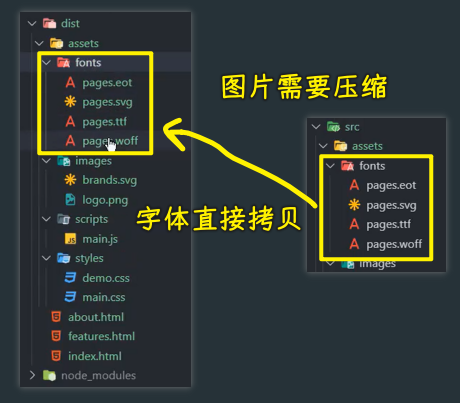 dist
assets
fonts
pages.eot
pages.svg
pages.ttf
pages.woff
images
brands.svg
logo.png
scripts
main.js
styles
demo.css
main.css
about.html
features.html
index.html
node_modules
图片需要压缩
字体直接拷贝
src
assets
fonts
pages.eot
pages.svg
pages.ttf
pages.woff
images